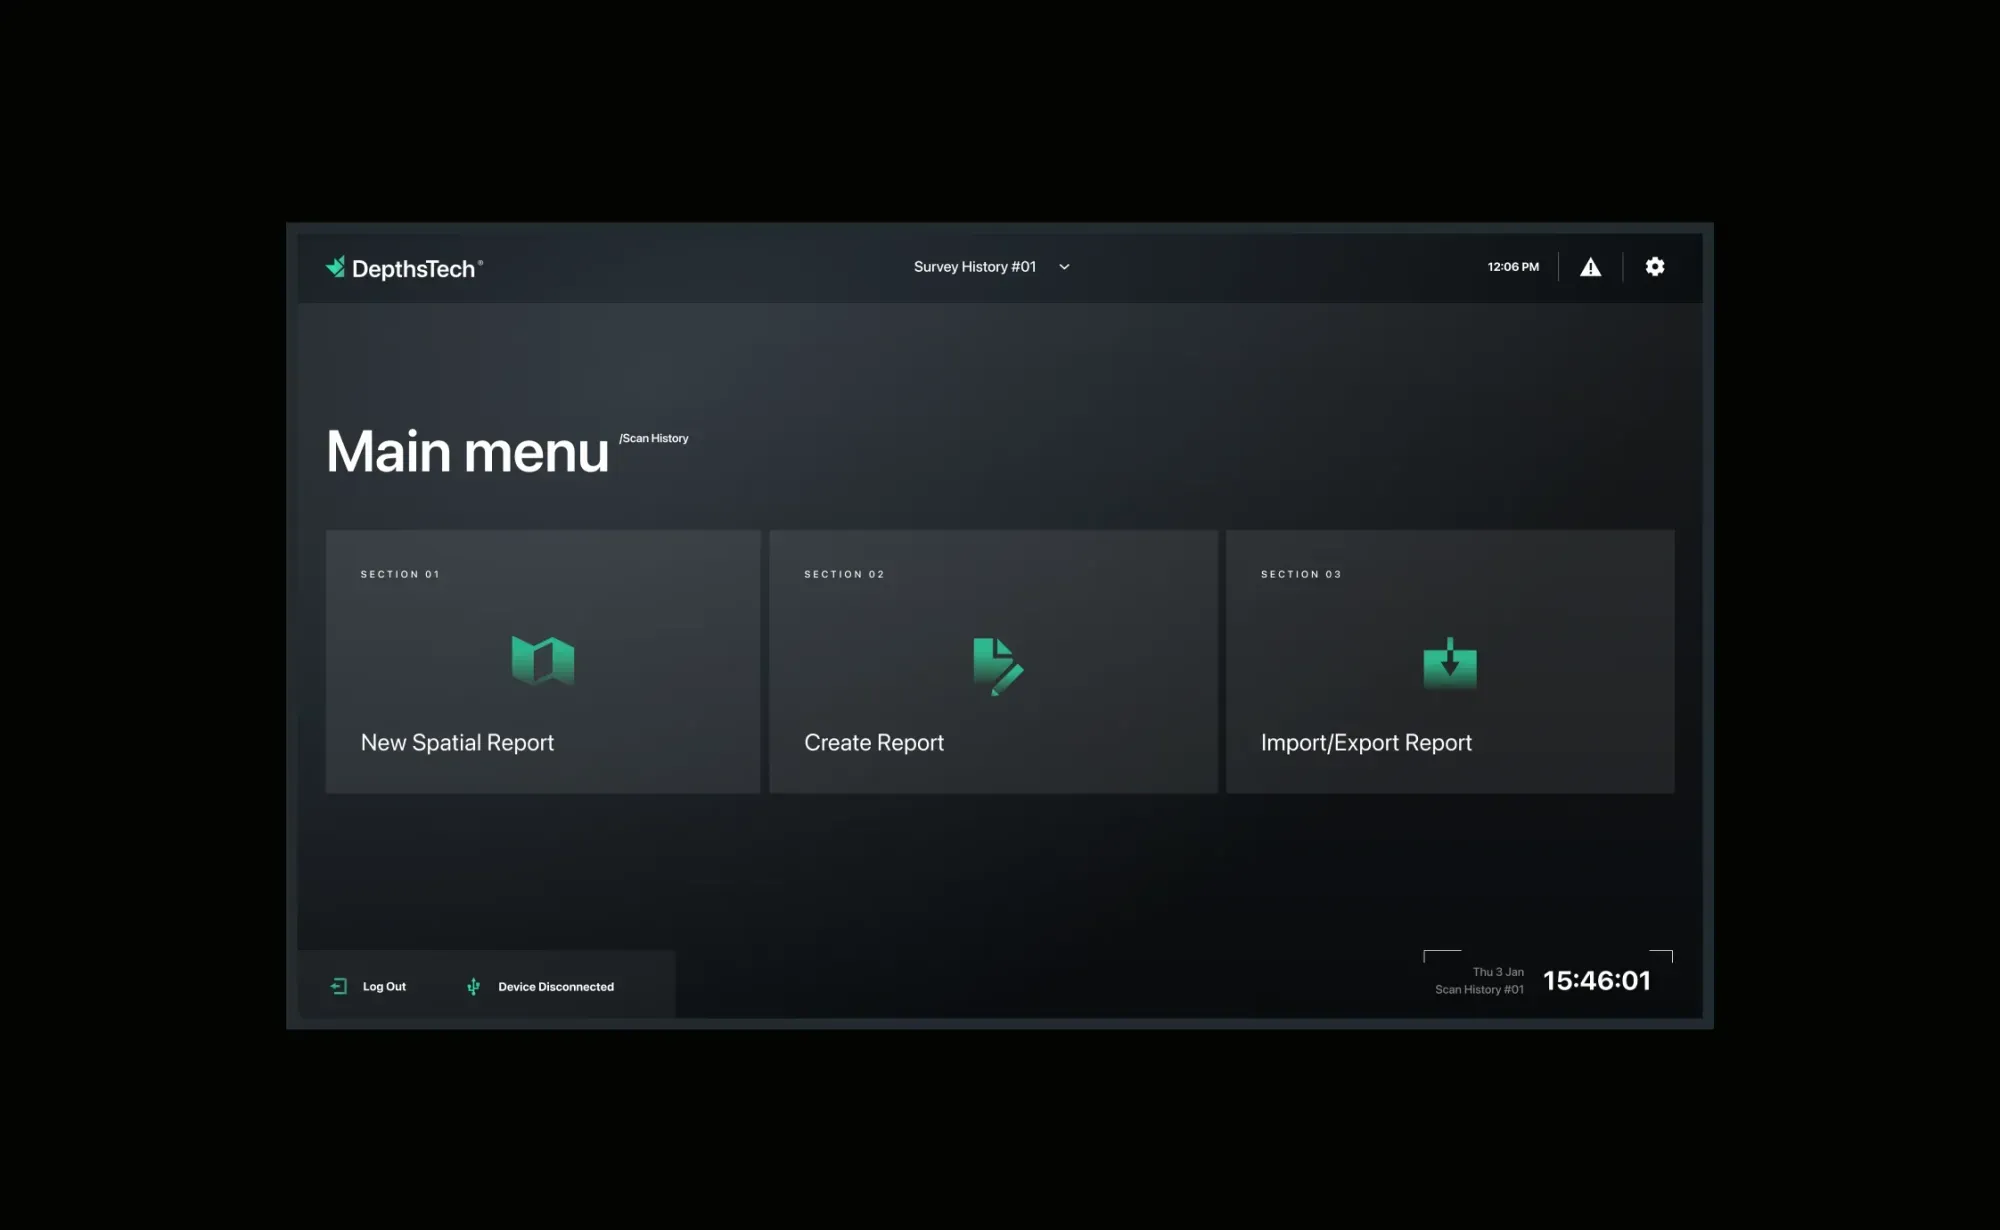 DepthsTech®
Survey History #01
12:06 PM
Main menu /Scan History
SECTION 01
New Spatial Report
SECTION 02
Create Report
SECTION 03
Import/Export Report
Log Out
Device Disconnected
Thu 3 Jan
Scan History #01
15:46:01